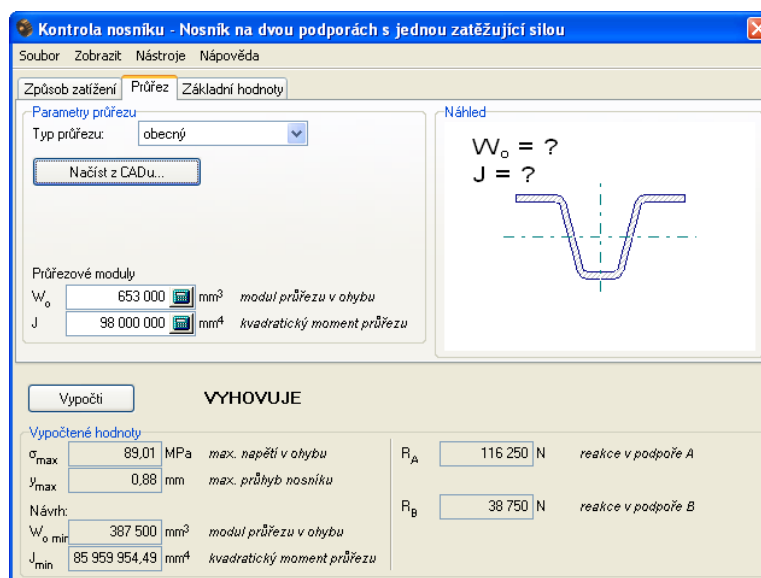 Kontrola nosníku - Nosník na dvou podporách s jednou zatěžující silou
Soubor Zobrazit Nástroje Nápověda
Způsob zatížení Průřez Základní hodnoty
Parametry průřezu
Typ průřezu: obecný
Načíst z CADu...
Průřezové moduly
Wo 653 000 mm³ modul průřezu v ohybu
J 98 000 000 mm⁴ kvadratický moment průřezu
Náhled
Wo = ?
J = ?
Vypočti VYHOVUJE
Vypočtené hodnoty
σmax 89,01 MPa max. napětí v ohybu
ymax 0,88 mm max. průhyb nosníku
Návrh:
Wo min 387 500 mm³ modul průřezu v ohybu
Jmin 85 959 954,49 mm⁴ kvadratický moment průřezu
RA 116 250 N reakce v podpoře A
RB 38 750 N reakce v podpoře B